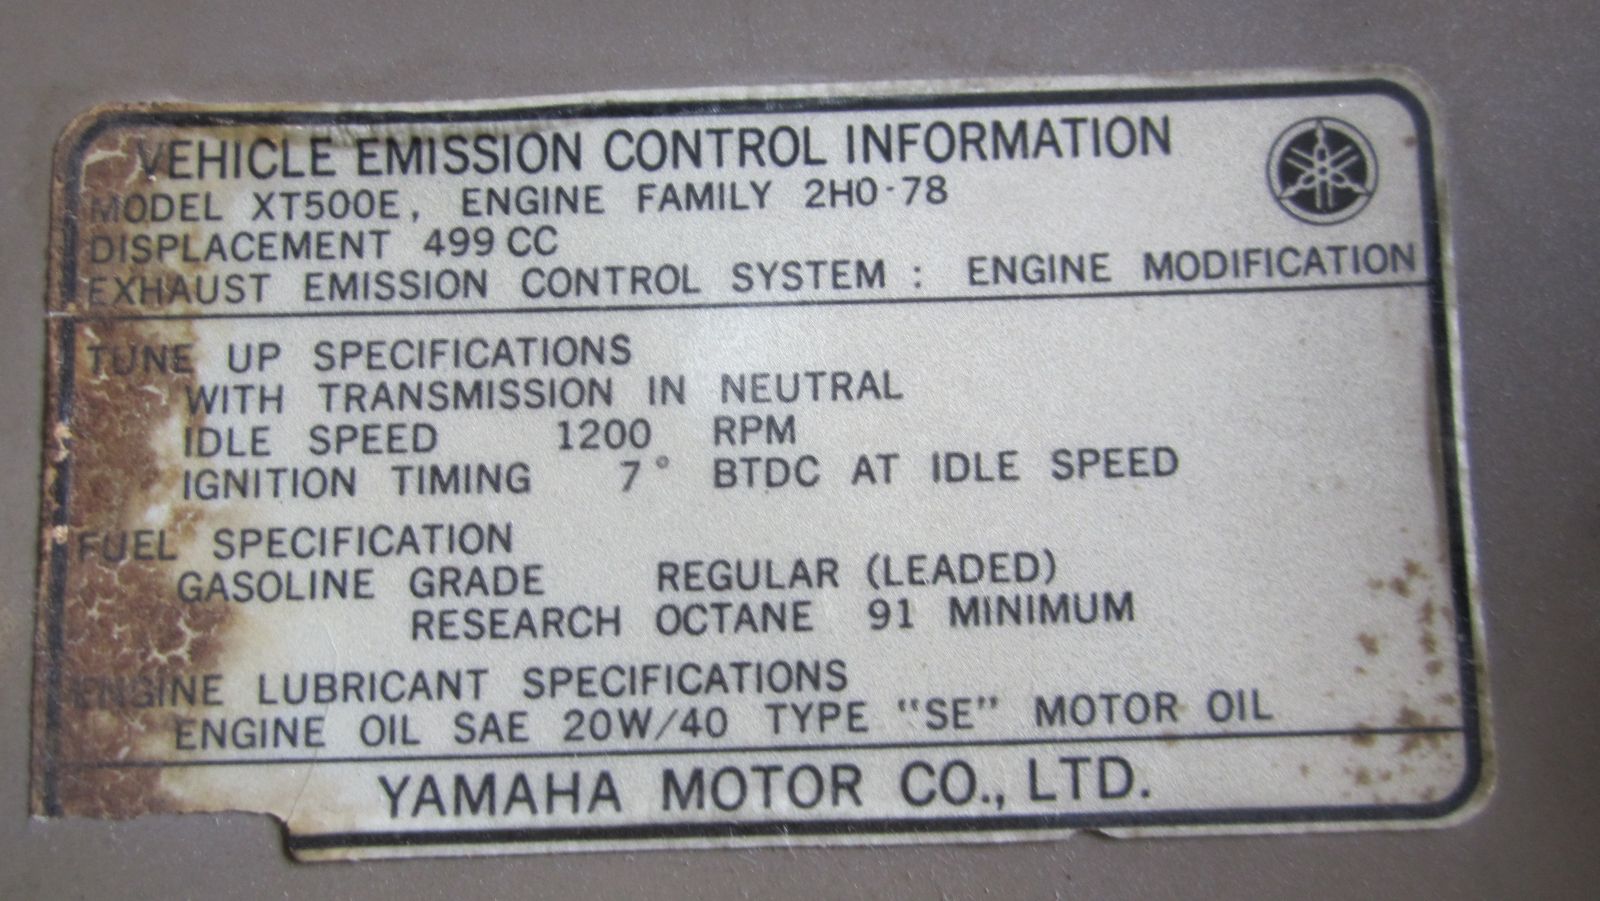 VEHICLE EMISSION CONTROL INFORMATION
MODEL XT500E, ENGINE FAMILY 2H0-78
DISPLACEMENT 499 CC
EXHAUST EMISSION CONTROL SYSTEM : ENGINE MODIFICATION
TUNE UP SPECIFICATIONS
WITH TRANSMISSION IN NEUTRAL
IDLE SPEED 1200 RPM
IGNITION TIMING 7° BTDC AT IDLE SPEED
FUEL SPECIFICATION
GASOLINE GRADE REGULAR (LEADED)
RESEARCH OCTANE 91 MINIMUM
ENGINE LUBRICANT SPECIFICATIONS
ENGINE OIL SAE 20W/40 TYPE "SE" MOTOR OIL
YAMAHA MOTOR CO., LTD.